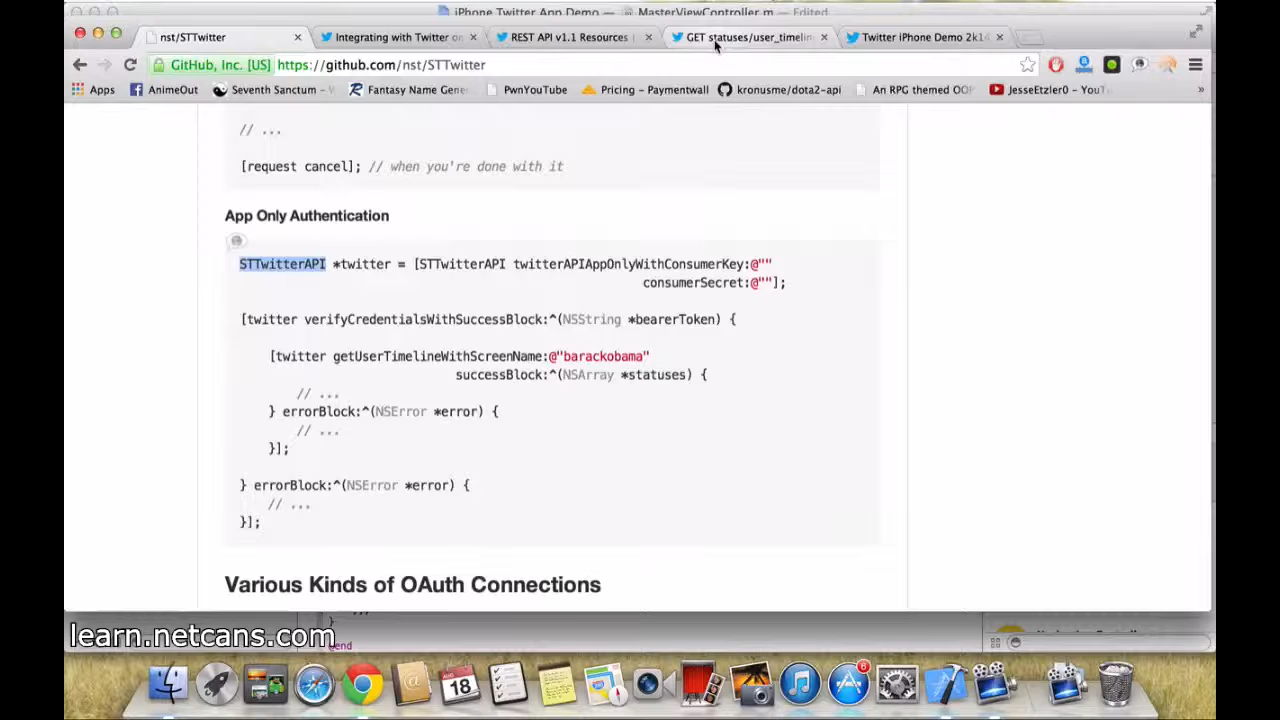 iPhone Twitter App Demo — MasterViewController.m — Edited
nst/STTwitter
Integrating with Twitter on
REST API v1.1 Resources
GET statuses/user_timelin
Twitter iPhone Demo 2k14
GitHub, Inc. [US] https://github.com/nst/STTwitter
Apps
AnimeOut
Seventh Sanctum -
Fantasy Name Gene
PwnYouTube
Pricing - Paymentwall
kronusme/dota2-api
An RPG themed OOP
JesseEtzler0 - YouT
»
// ...
[request cancel]; // when you're done with it
App Only Authentication
STTwitterAPI *twitter = [STTwitterAPI twitterAPIAppOnlyWithConsumerKey:@""
consumerSecret:@""];
[twitter verifyCredentialsWithSuccessBlock:^(NSString *bearerToken) {
[twitter getUserTimelineWithScreenName:@"barackobama"
successBlock:^(NSArray *statuses) {
// ...
} errorBlock:^(NSError *error) {
// ...
}];
} errorBlock:^(NSError *error) {
// ...
}];
Various Kinds of OAuth Connections
}
@end
learn.netcans.com
AUG
18
6